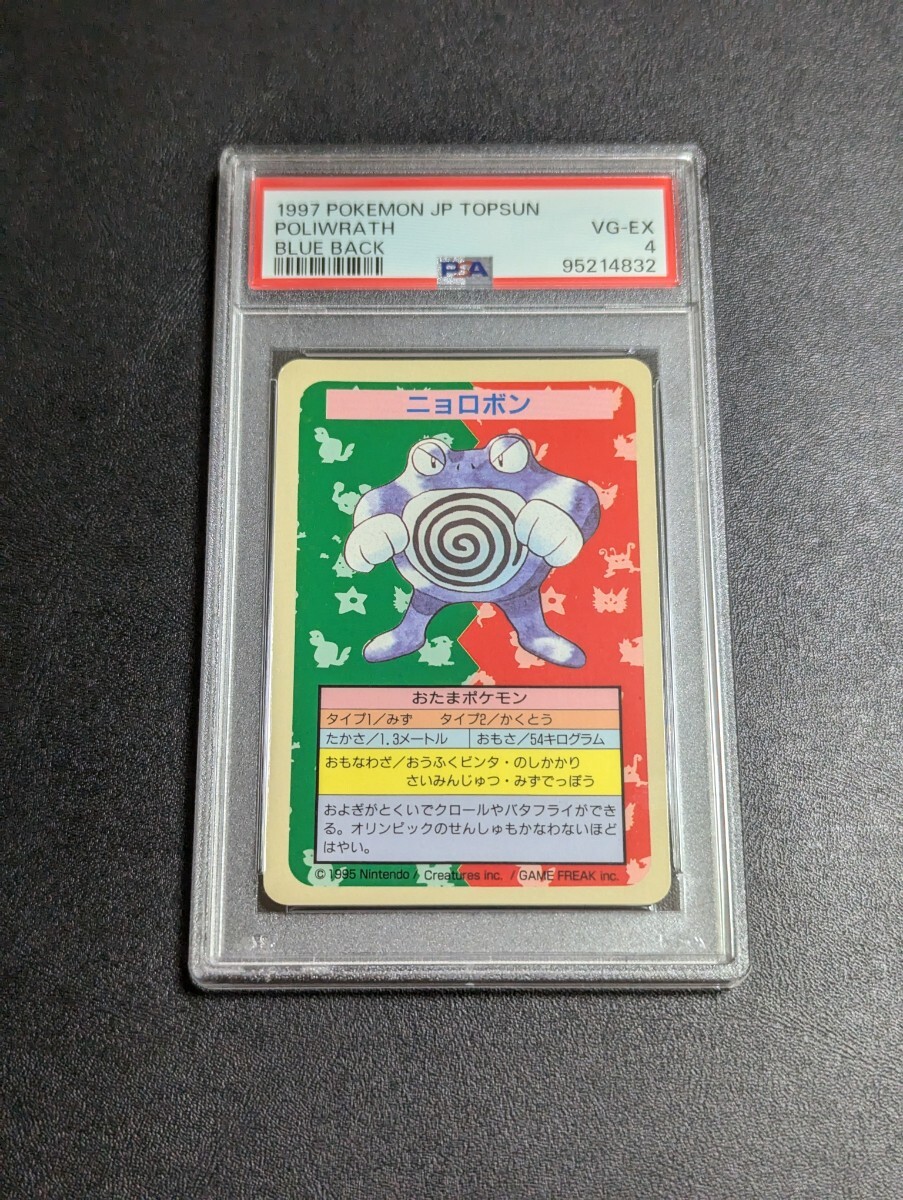 1997 POKEMON JP TOPSUN
POLIWRATH VG-EX
BLUE BACK 4
PSA 95214832
ニョロボン
おたまポケモン
タイプ1/みず タイプ2/かくとう
たかさ/1.3メートル おもさ/54キログラム
おもなわざ/おうふくビンタ・のしかかり
さいみんじゅつ・みずでっぽう
およぎがとくいでクロールやバタフライができ
る。オリンピックのせんしゅもかなわないほど
はやい。
© 1995 Nintendo / Creatures inc. / GAME FREAK inc.